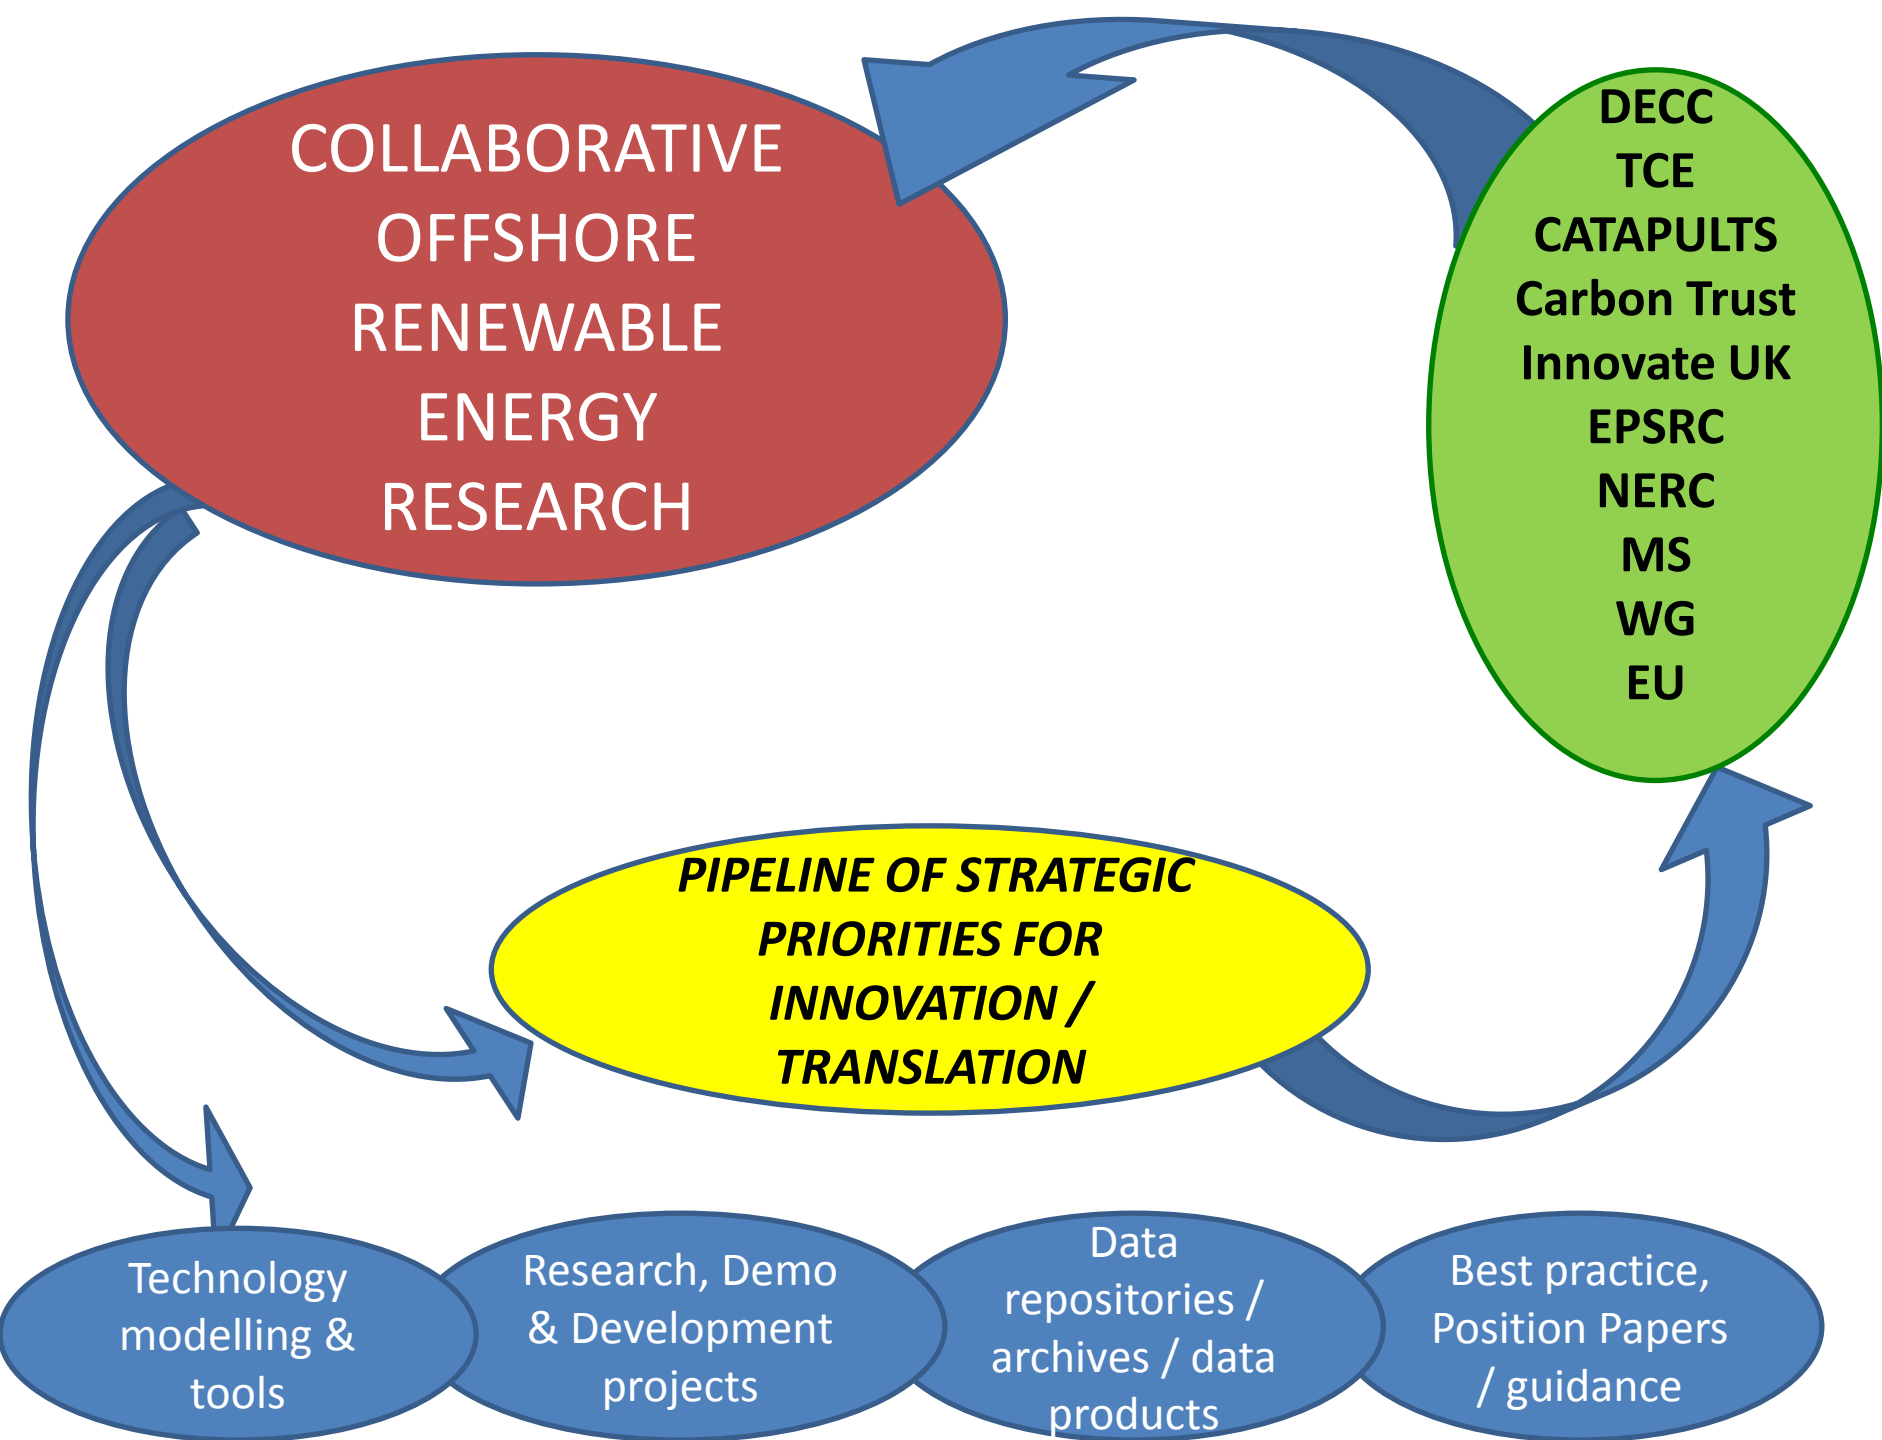 COLLABORATIVE
OFFSHORE
RENEWABLE
ENERGY
RESEARCH
DECC
TCE
CATAPULTS
Carbon Trust
Innovate UK
EPSRC
NERC
MS
WG
EU
PIPELINE OF STRATEGIC
PRIORITIES FOR
INNOVATION /
TRANSLATION
Technology
modelling &
tools
Research, Demo
& Development
projects
Data
repositories /
archives / data
products
Best practice,
Position Papers
/ guidance